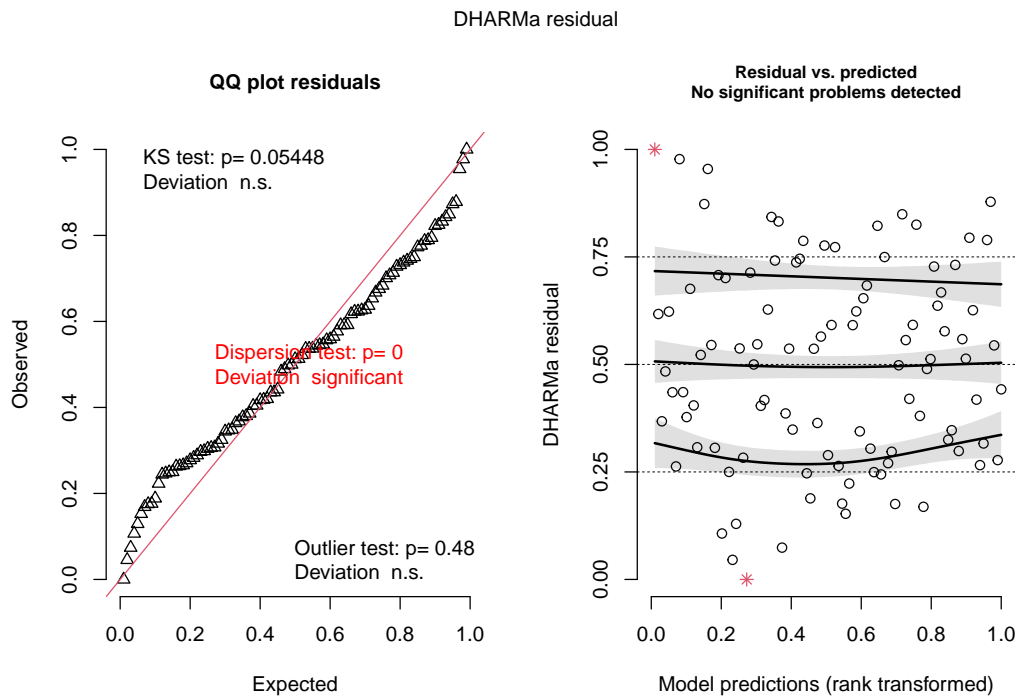 DHARMa residual
QQ plot residuals
KS test: p= 0.05448
Deviation  n.s.
Dispersion test: p= 0
Deviation  significant
Outlier test: p= 0.48
Deviation  n.s.
Observed
0.0
0.2
0.4
0.6
0.8
1.0
0.0 0.2 0.4 0.6 0.8 1.0
Expected
Residual vs. predicted
No significant problems detected
DHARMa residual
0.00
0.25
0.50
0.75
1.00
0.0 0.2 0.4 0.6 0.8 1.0
Model predictions (rank transformed)